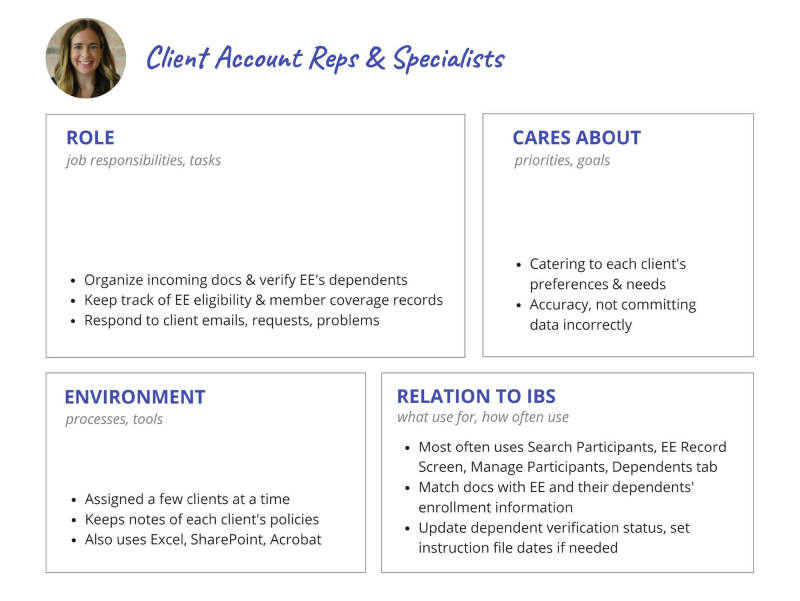 Client Account Reps & Specialists
ROLE
job responsibilities, tasks
• Organize incoming docs & verify EE's dependents
• Keep track of EE eligibility & member coverage records
• Respond to client emails, requests, problems
CARES ABOUT
priorities, goals
• Catering to each client's
preferences & needs
• Accuracy, not committing
data incorrectly
ENVIRONMENT
processes, tools
• Assigned a few clients at a time
• Keeps notes of each client's policies
• Also uses Excel, SharePoint, Acrobat
RELATION TO IBS
what use for, how often use
• Most often uses Search Participants, EE Record
Screen, Manage Participants, Dependents tab
• Match docs with EE and their dependents'
enrollment information
• Update dependent verification status, set
instruction file dates if needed